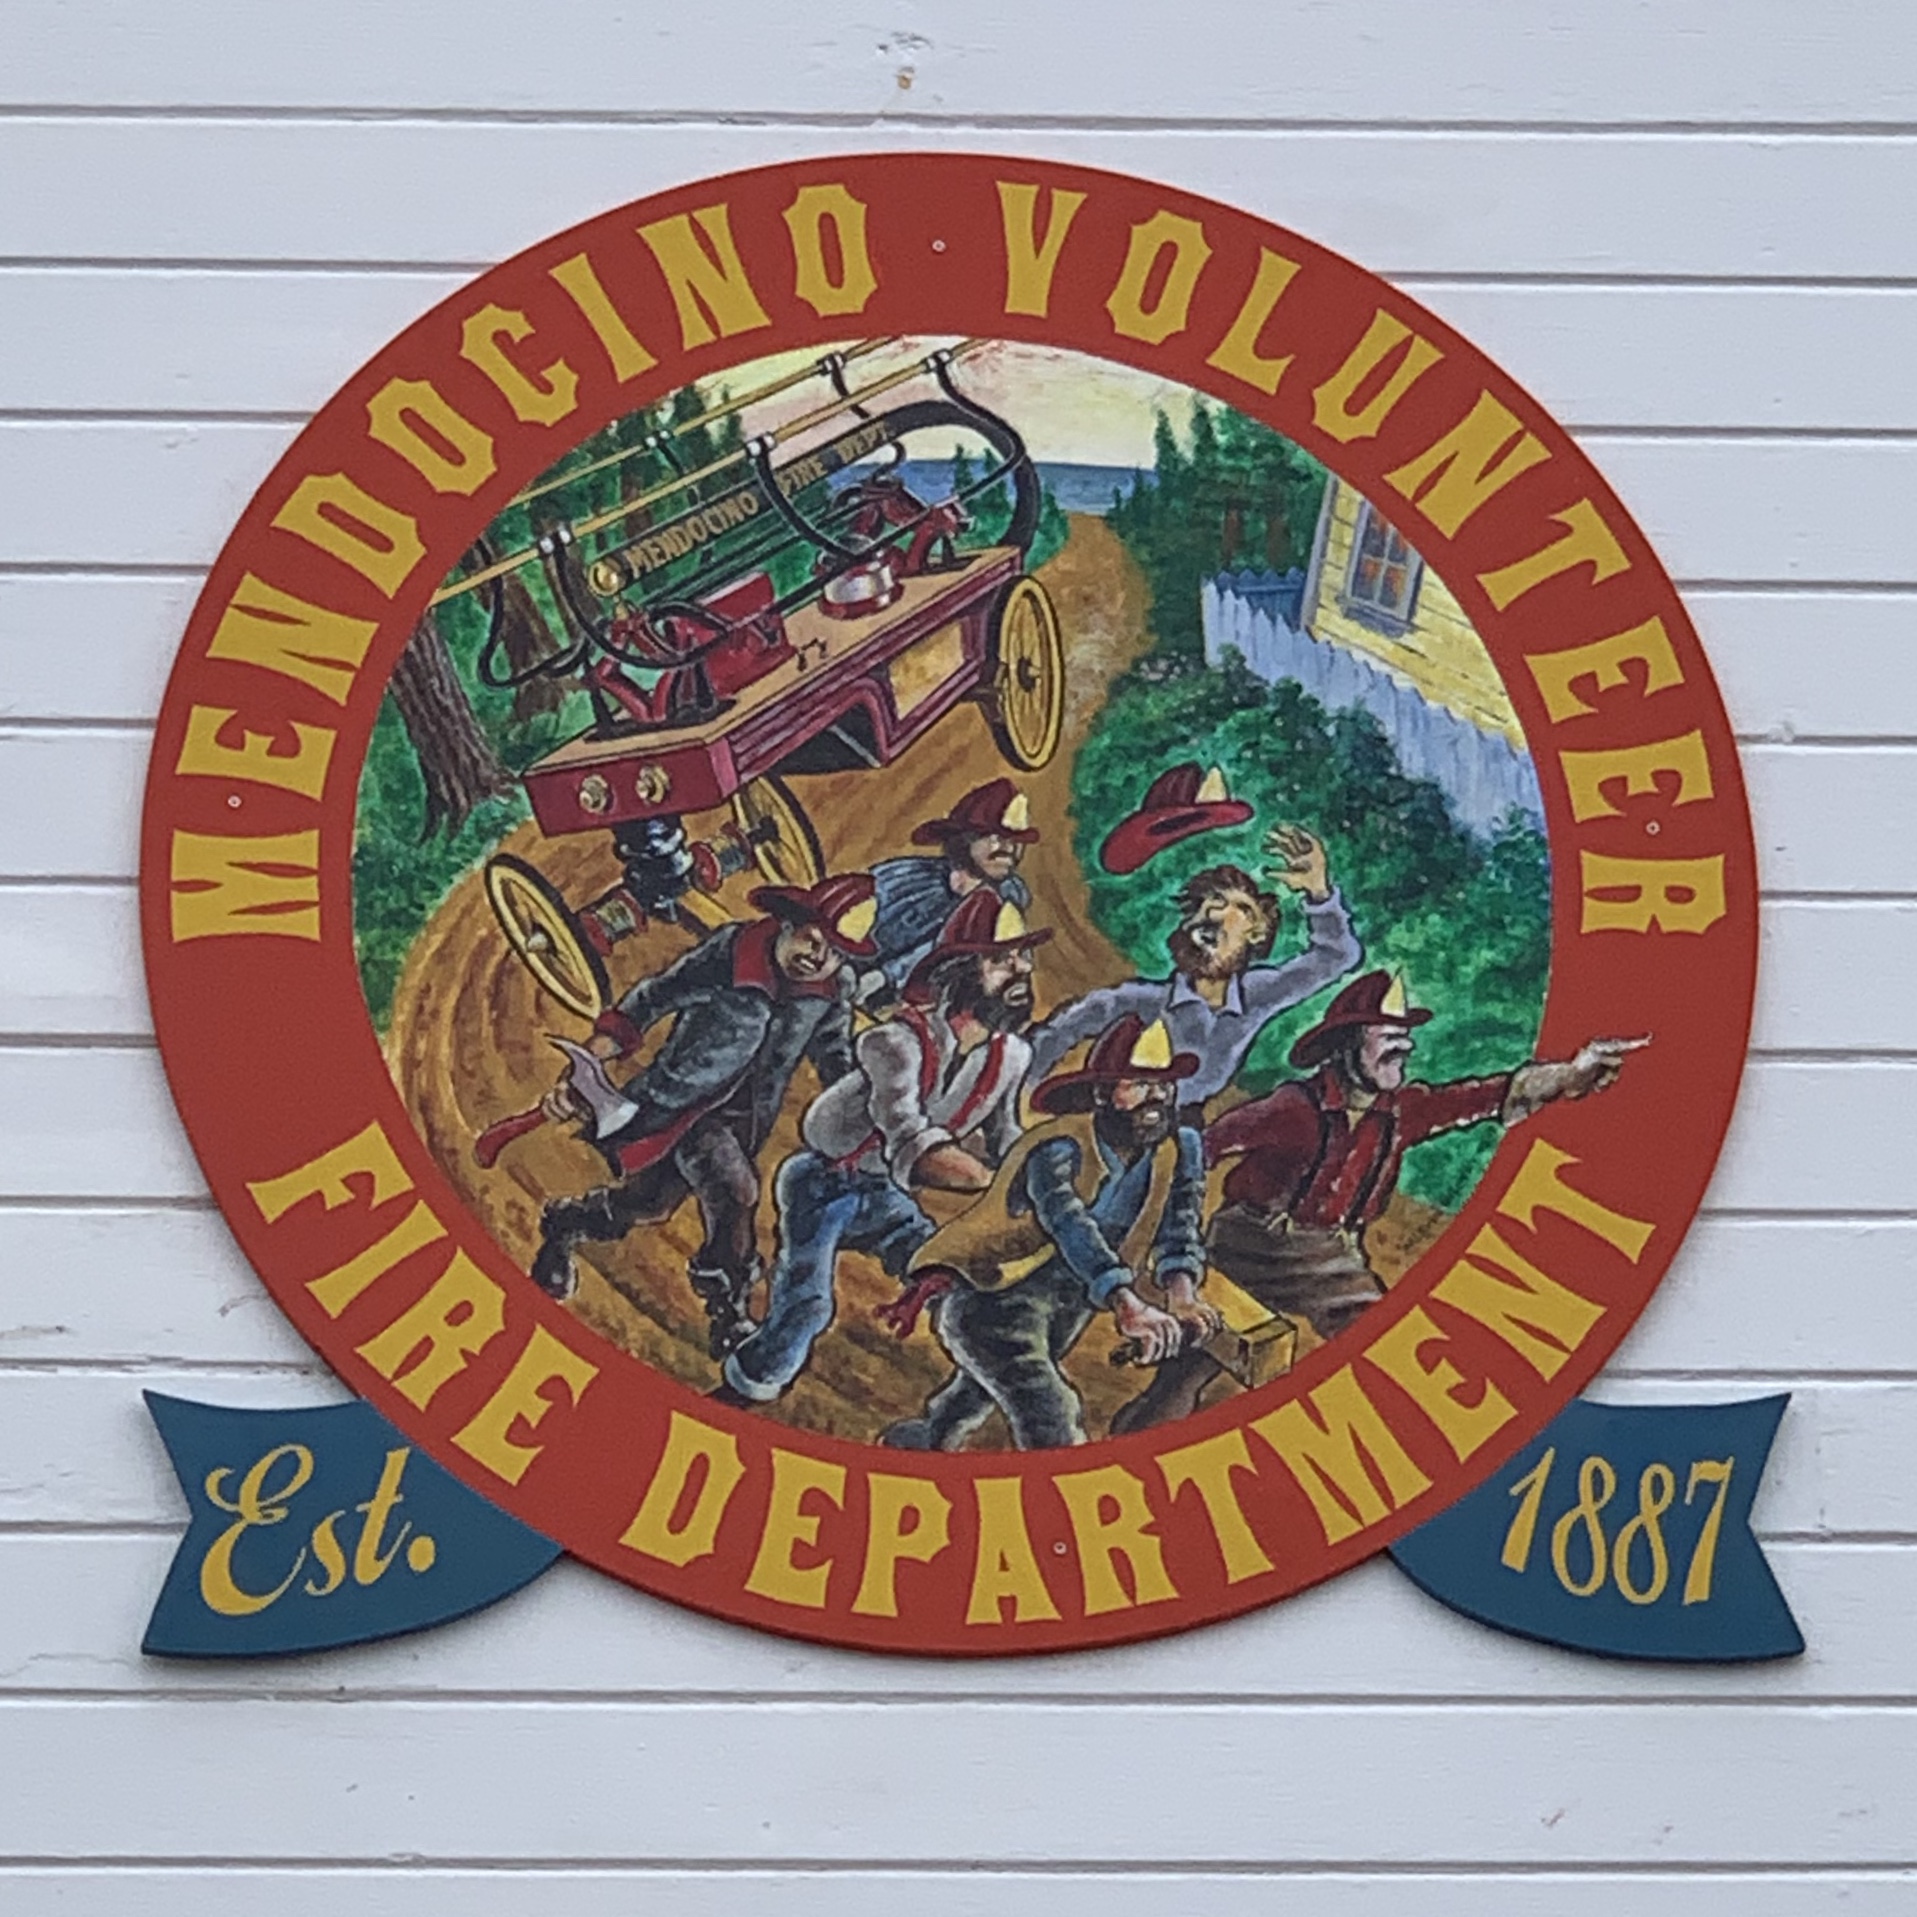 MENDOCINO VOLUNTEER
MENDOCINO FIRE DEPT
FIRE DEPARTMENT
Est. 1887